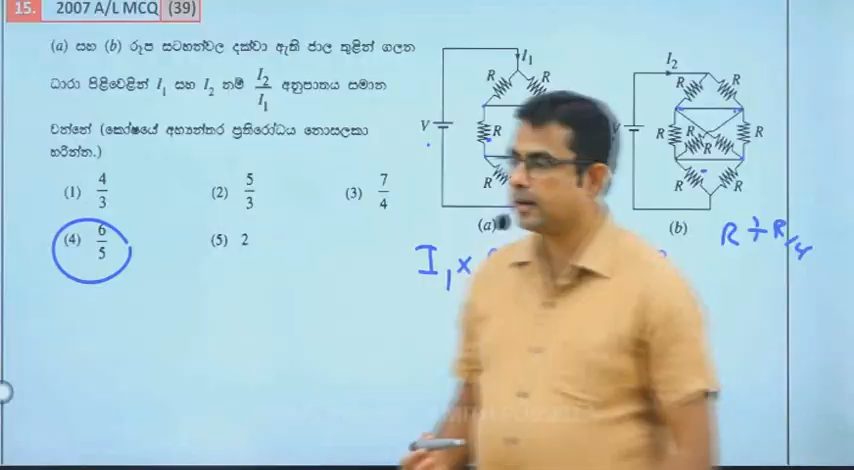 15. 2007 A/L MCQ (39)
(a) සහ (b) රූප සටහන්වල දක්වා ඇති ජාල තුළින් ගලන
ධාරා පිළිවෙළින් I₁ සහ I₂ නම් I₂/I₁ අනුපාතය සමාන
වන්නේ (කෝෂයේ අභ්‍යන්තර ප්‍රතිරෝධය නොසලකා
හරින්න.)
(1) 4/3 (2) 5/3 (3) 7/4
(4) 6/5 (5) 2
I₁
R R
V R
R
(a)
I₂
R R
V R R R R
R R
(b)
R + R/4
I₁ ×